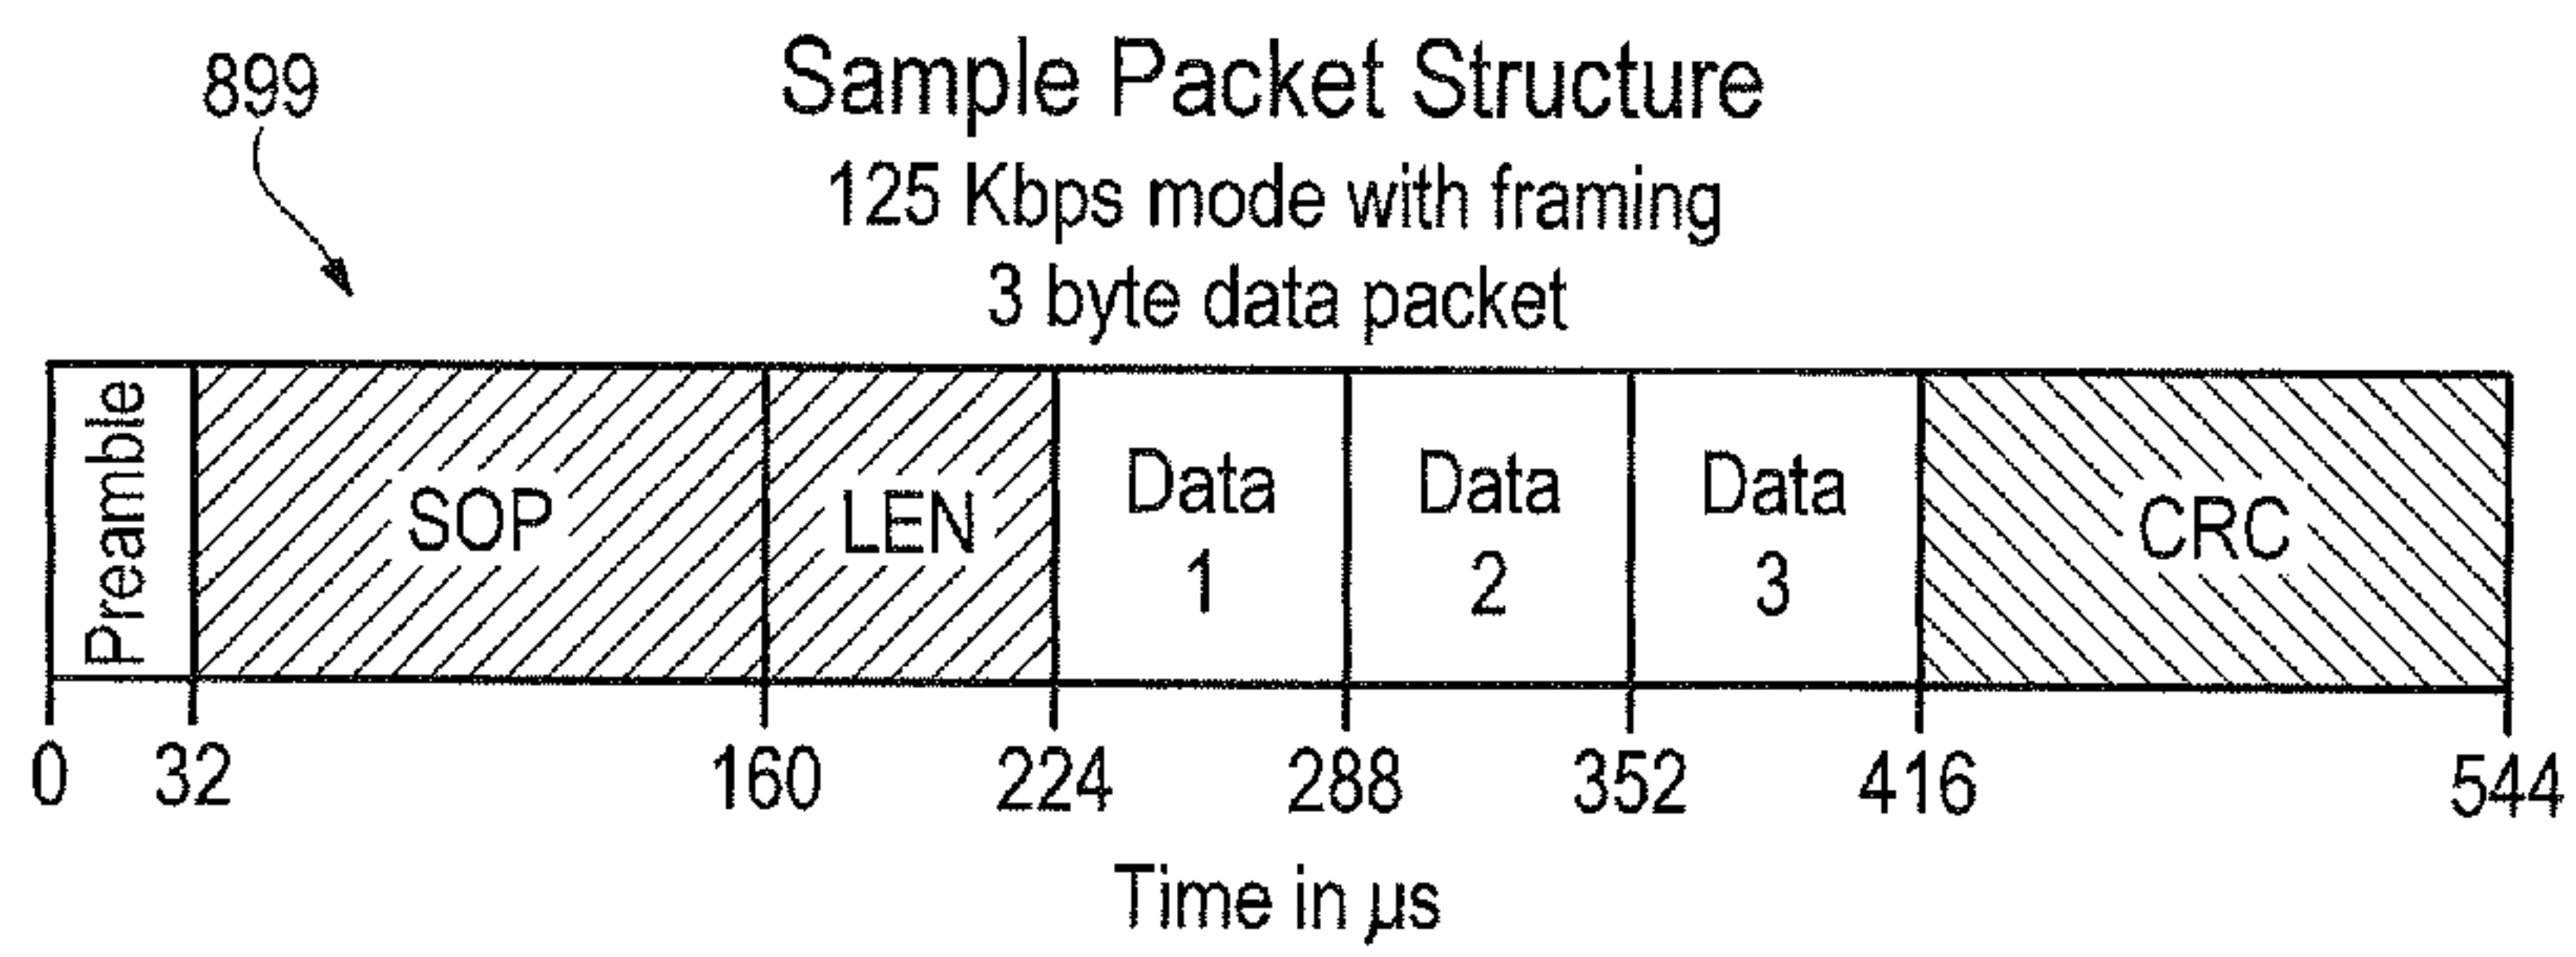 899
Sample Packet Structure
125 Kbps mode with framing
3 byte data packet
Preamble SOP LEN Data 1 Data 2 Data 3 CRC
0 32 160 224 288 352 416 544
Time in µs